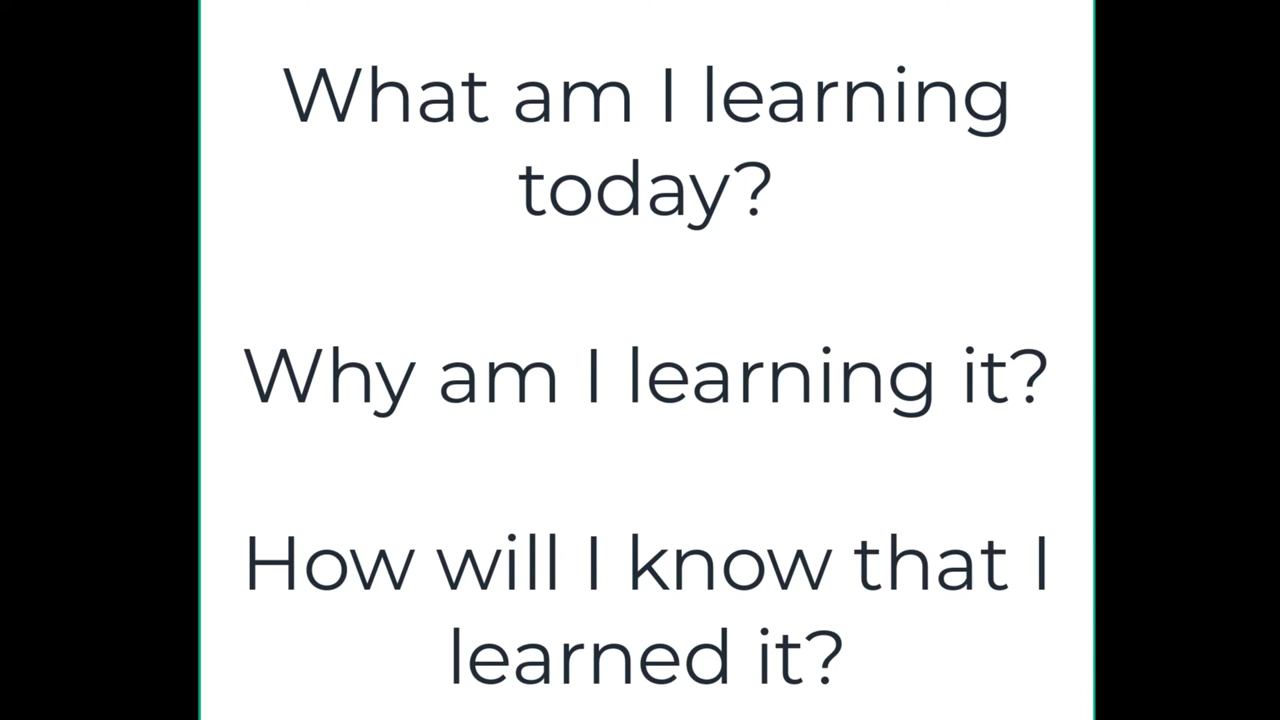 What am I learning
today?
Why am I learning it?
How will I know that I
learned it?